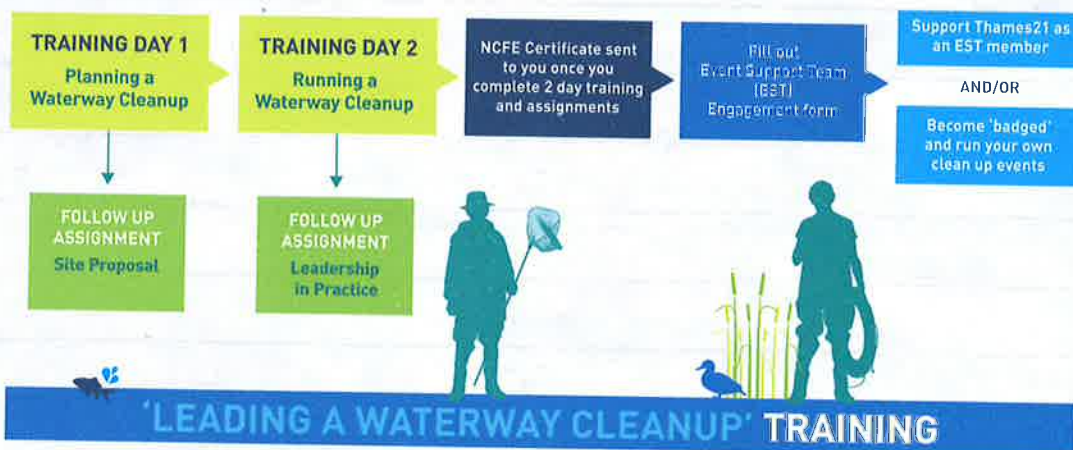 TRAINING DAY 1
Planning a
Waterway Cleanup
TRAINING DAY 2
Running a
Waterway Cleanup
NCFE Certificate sent
to you once you
complete 2 day training
and assignments
Fill out
Event Support Team
(EST)
Engagement form
Support Thames21 as
an EST member
AND/OR
Become 'badged'
and run your own
clean up events
FOLLOW UP
ASSIGNMENT
Site Proposal
FOLLOW UP
ASSIGNMENT
Leadership
in Practice
'LEADING A WATERWAY CLEANUP' TRAINING